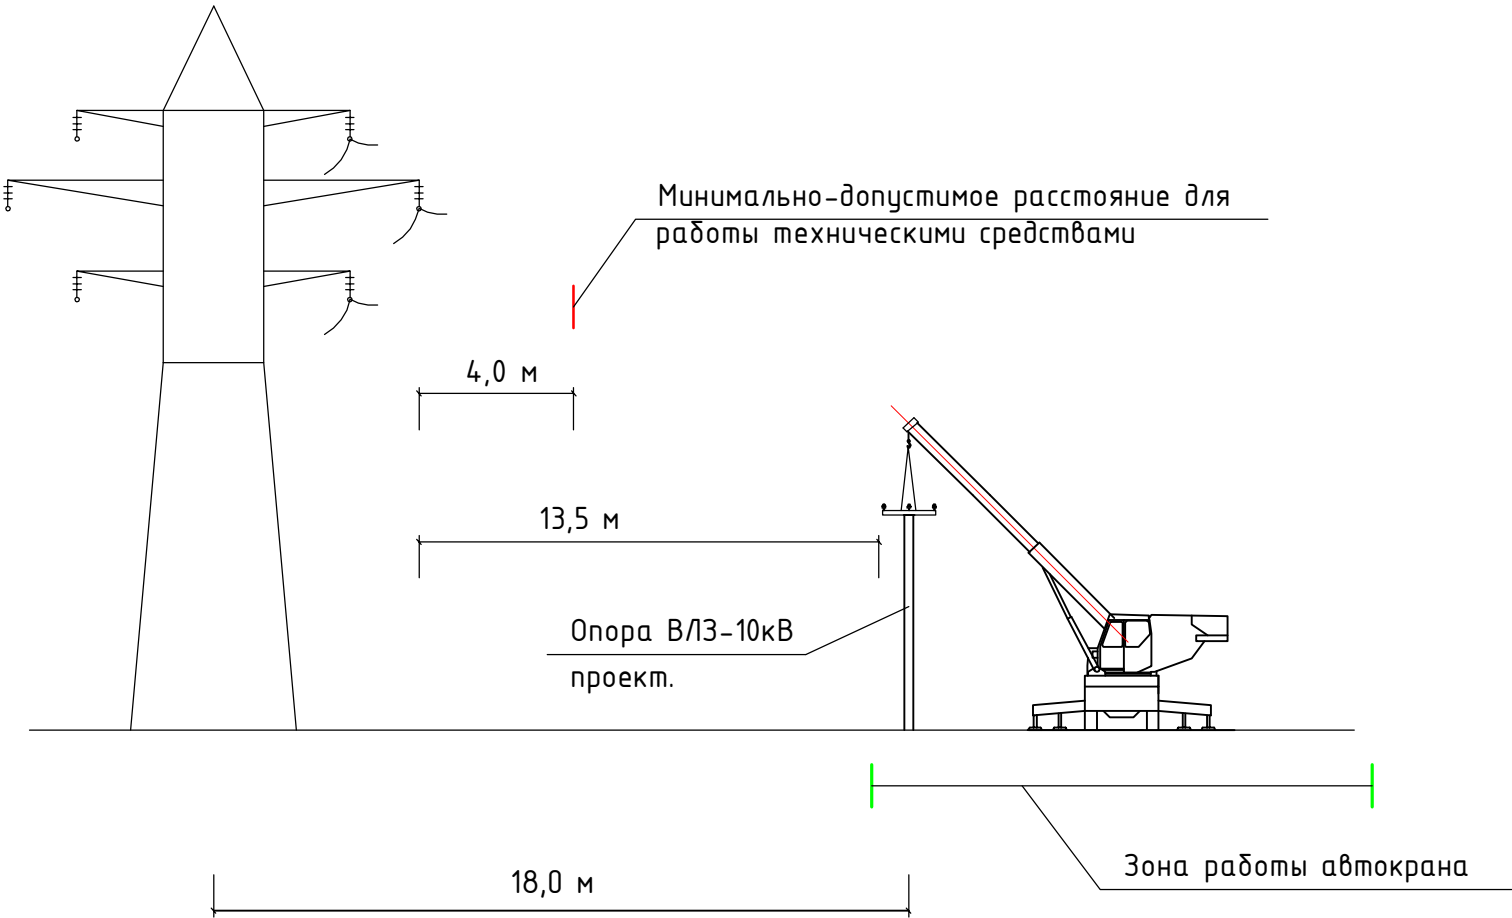 Минимально-допустимое расстояние для
работы техническими средствами
4,0 м
13,5 м
Опора ВЛЗ-10кВ
проект.
Зона работы автокрана
18,0 м